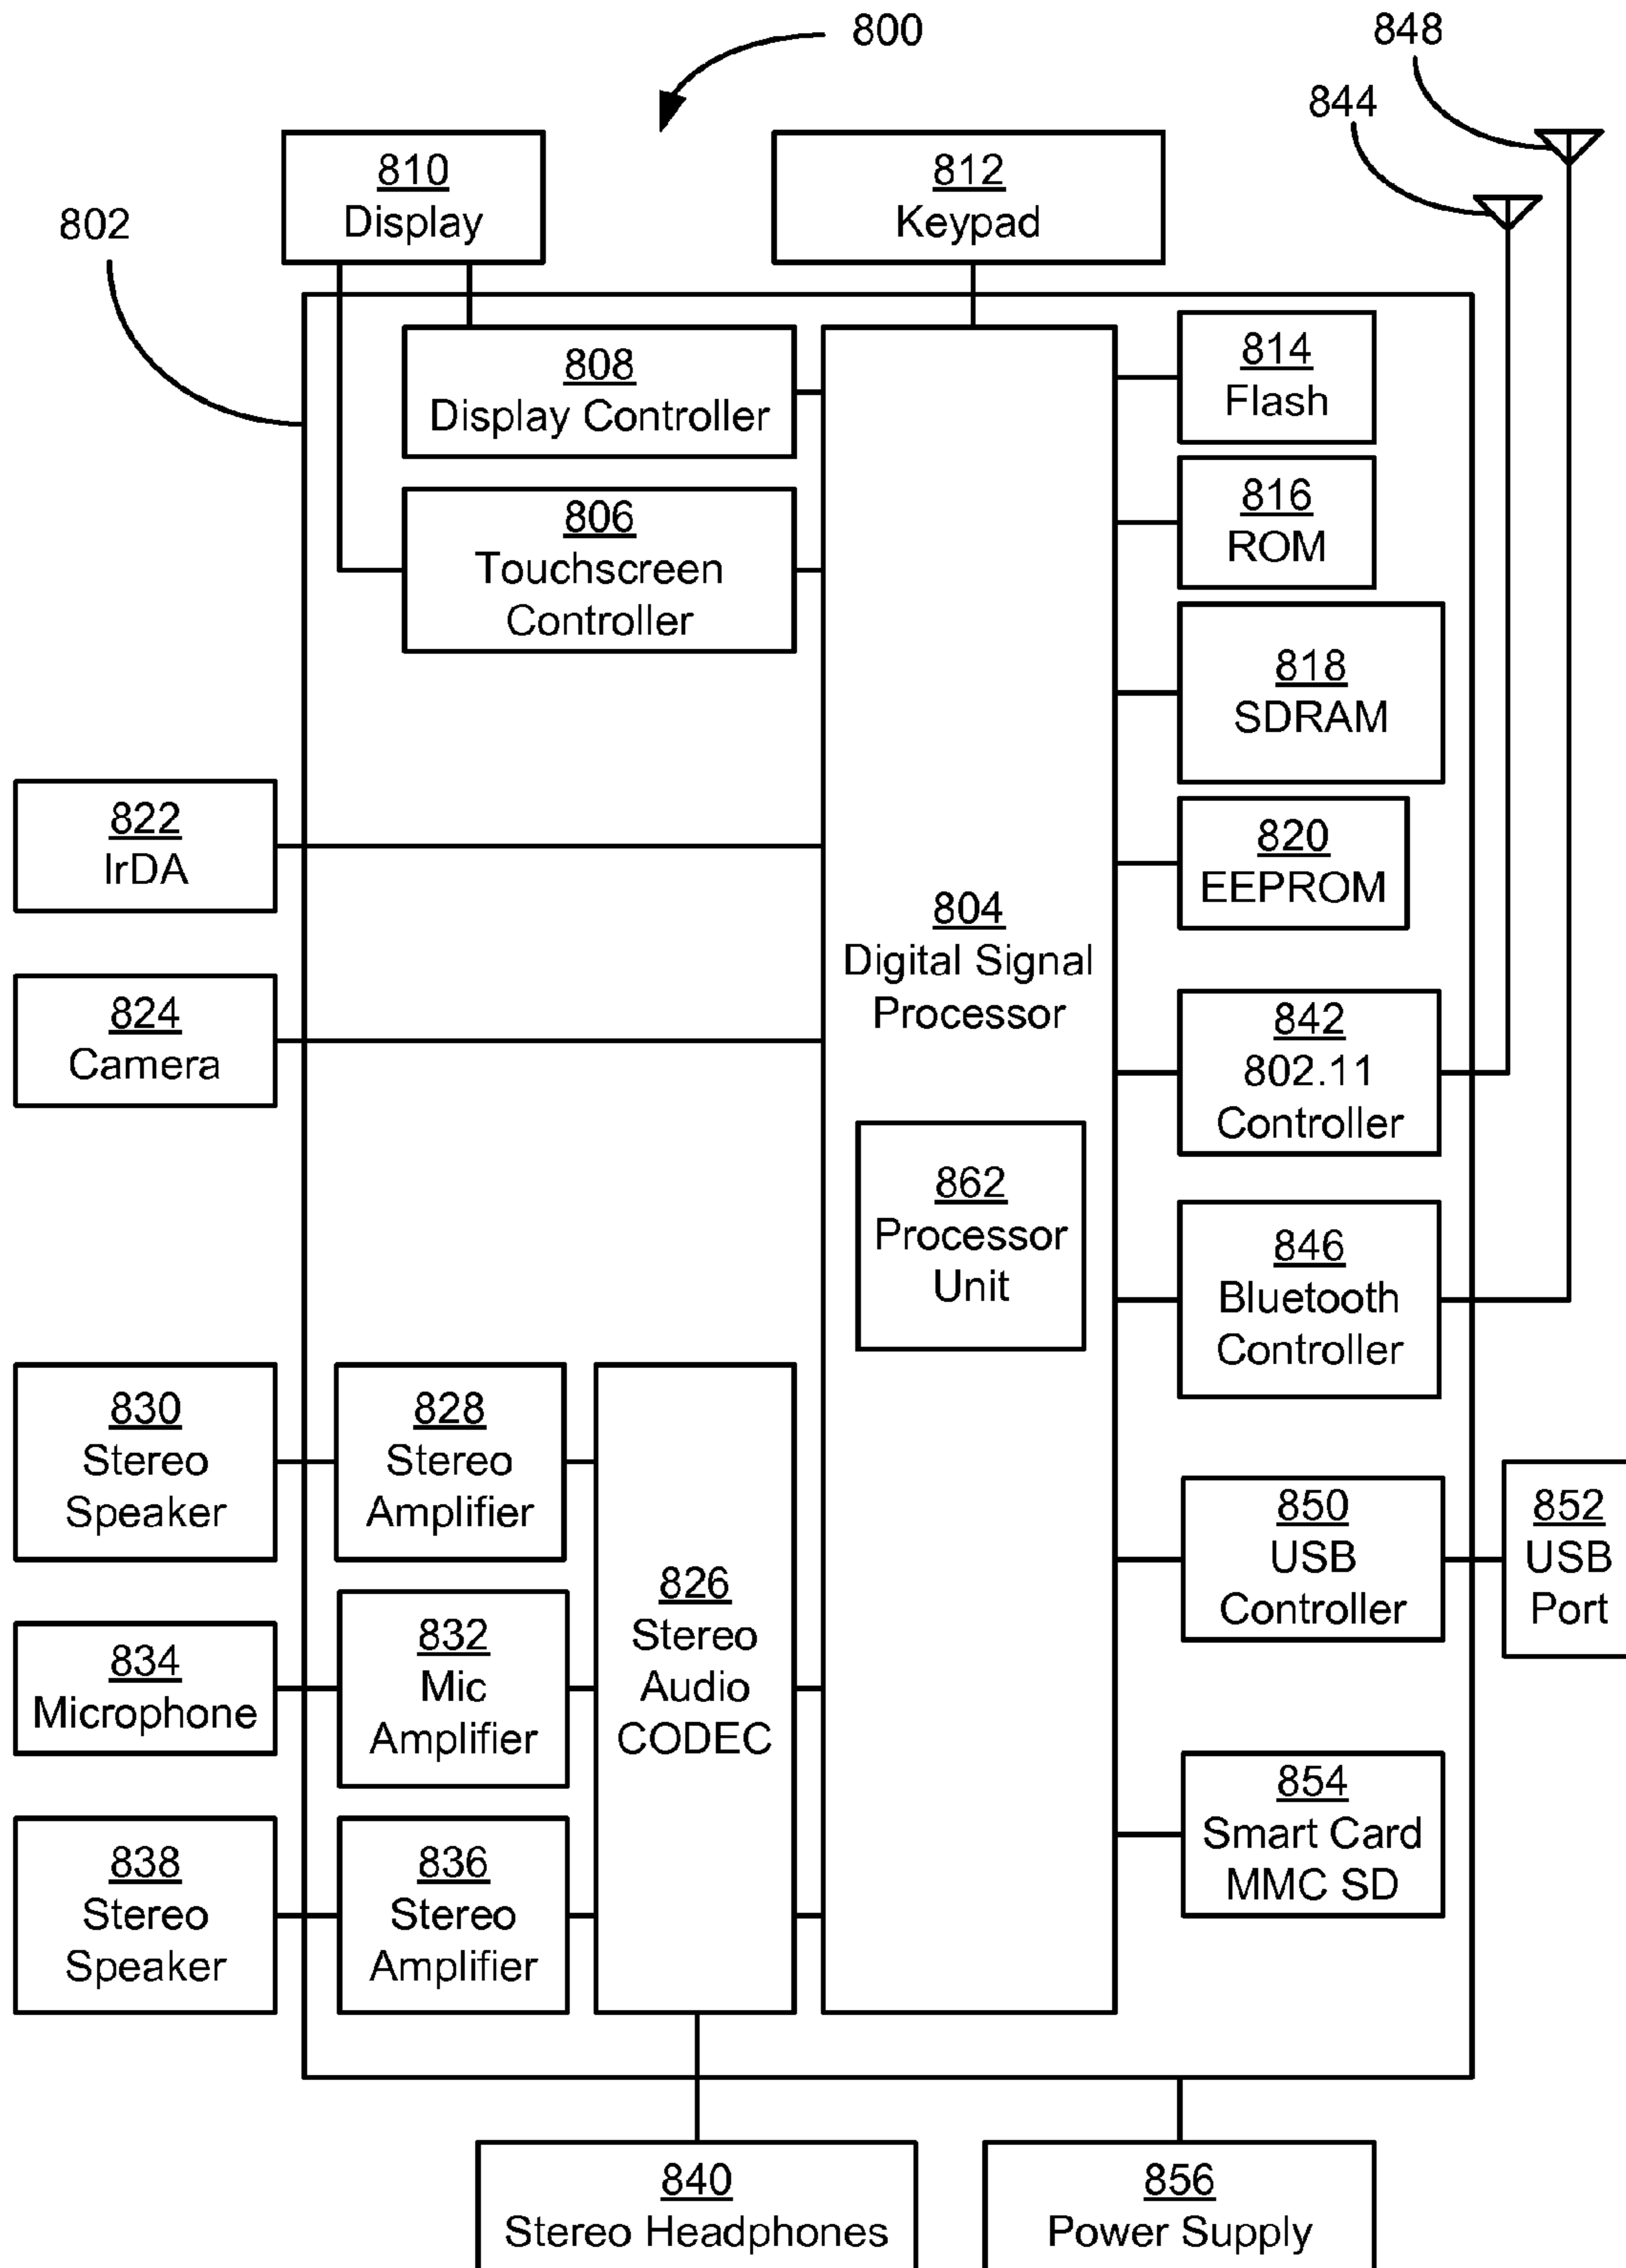 800
848
844
802
810
Display
812
Keypad
808
Display Controller
806
Touchscreen
Controller
814
Flash
816
ROM
818
SDRAM
820
EEPROM
822
IrDA
824
Camera
804
Digital Signal
Processor
862
Processor
Unit
842
802.11
Controller
846
Bluetooth
Controller
830
Stereo
Speaker
828
Stereo
Amplifier
826
Stereo
Audio
CODEC
834
Microphone
832
Mic
Amplifier
838
Stereo
Speaker
836
Stereo
Amplifier
850
USB
Controller
852
USB
Port
854
Smart Card
MMC SD
840
Stereo Headphones
856
Power Supply